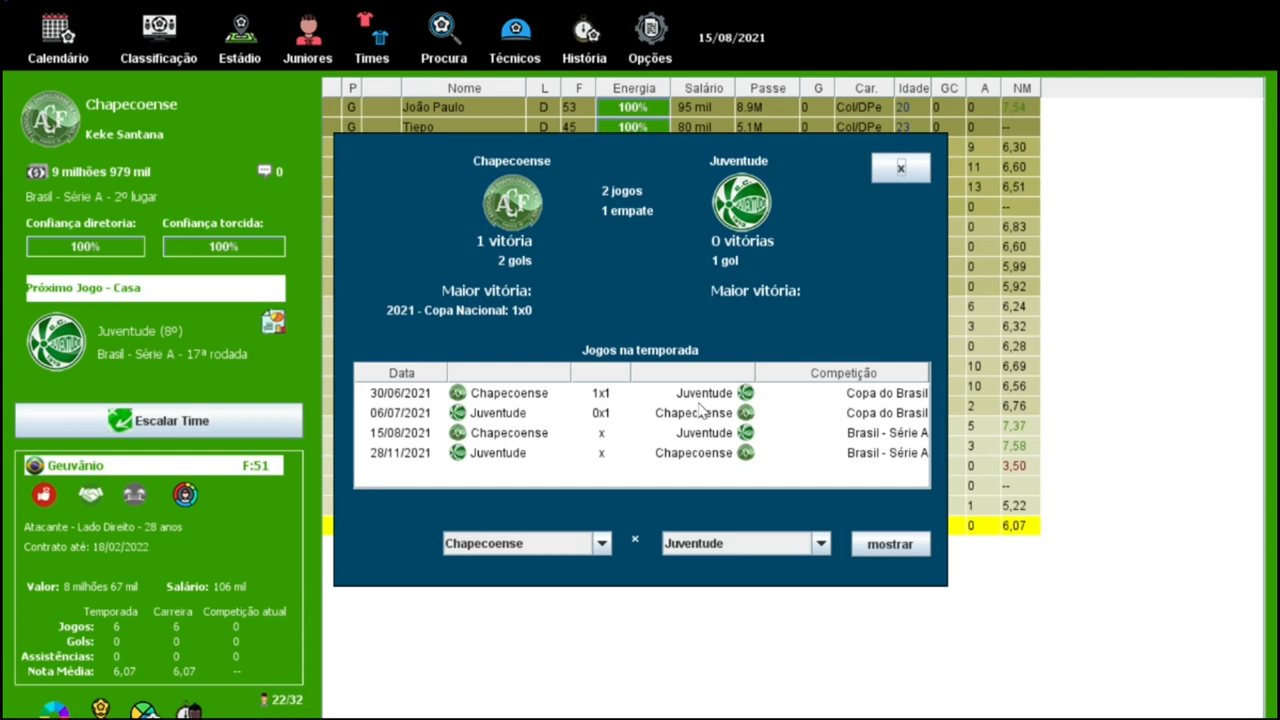 Calendário Classificação Estádio Juniores Times Procura Técnicos História Opções 15/08/2021
Chapecoense
Keke Santana
9 milhões 979 mil 0
Brasil - Série A - 2º lugar
Confiança diretoria: Confiança torcida:
100% 100%
Próximo Jogo - Casa
Juventude (8º)
Brasil - Série A - 17ª rodada
Escalar Time
Geuvânio F:51
Atacante - Lado Direito - 28 anos
Contrato até: 18/02/2022
Valor: 8 milhões 67 mil Salário: 106 mil
Temporada Carreira Competição atual
Jogos: 6 6 0
Gols: 0 0 0
Assistências: 0 0 0
Nota Média: 6,07 6,07 --
22/32
P Nome L F Energia Salário Passe G Car. Idade GC A NM
G João Paulo D 53 100% 95 mil 8.9M 0 Col/DPe 20 0 0 7,54
G Tiepo D 45 100% 80 mil 5.1M 0 Col/DPe 23 0 0 --
9 6,30
11 6,60
13 6,51
0 --
0 6,83
0 6,60
0 5,99
0 5,92
6 6,24
3 6,32
0 6,28
10 6,69
10 6,56
2 6,76
5 7,37
3 7,58
0 3,50
0 --
1 5,22
0 6,07
Chapecoense Juventude x
ACF
E.C. JUVENTUDE
2 jogos
1 empate
1 vitória 0 vitórias
2 gols 1 gol
Maior vitória: Maior vitória:
2021 - Copa Nacional: 1x0
Jogos na temporada
Data Competição
30/06/2021 Chapecoense 1x1 Juventude Copa do Brasil
06/07/2021 Juventude 0x1 Chapecoense Copa do Brasil
15/08/2021 Chapecoense x Juventude Brasil - Série A
28/11/2021 Juventude x Chapecoense Brasil - Série A
Chapecoense × Juventude mostrar